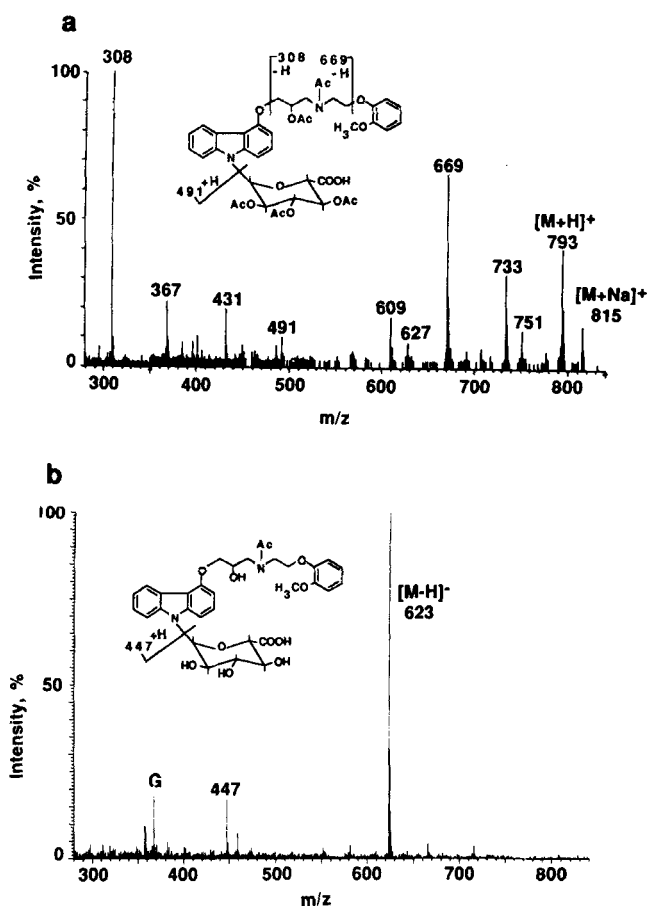 a
308
308
-H
669
-H
Ac
N
O
O
OAc
H₃CO
N
491
+H
O
COOH
AcO
AcO
OAc
669
[M+H]⁺
793
733
[M+Na]⁺
815
367
431
491
609
627
751
Intensity, %
100
50
0
300 400 500 600 700 800
m/z
b
Ac
N
O
O
OH
H₃CO
N
447
+H
O
COOH
HO
HO
OH
[M-H]⁻
623
G
447
Intensity, %
100
50
0
300 400 500 600 700 800
m/z